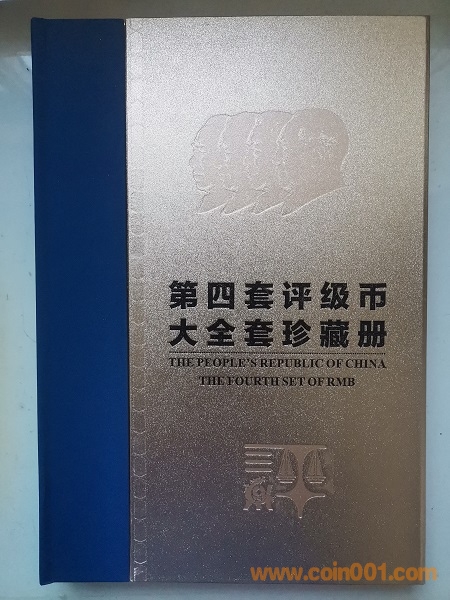 第四套评级币
大全套珍藏册
THE PEOPLE'S REPUBLIC OF CHINA
THE FOURTH SET OF RMB
www.coin001.com